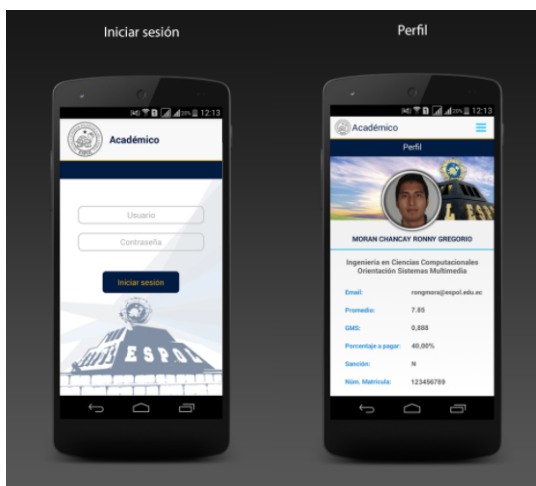 Iniciar sesión
12:13
Académico
Usuario
Contraseña
Iniciar sesión
ESPOL
Perfil
12:13
Académico
Perfil
MORAN CHANCAY RONNY GREGORIO
Ingeniería en Ciencias Computacionales
Orientación Sistemas Multimedia
Email: rongmora@espol.edu.ec
Promedio: 7.85
GMS: 0,888
Porcentaje a pagar: 40,00%
Sanción: N
Núm. Matrícula: 123456789